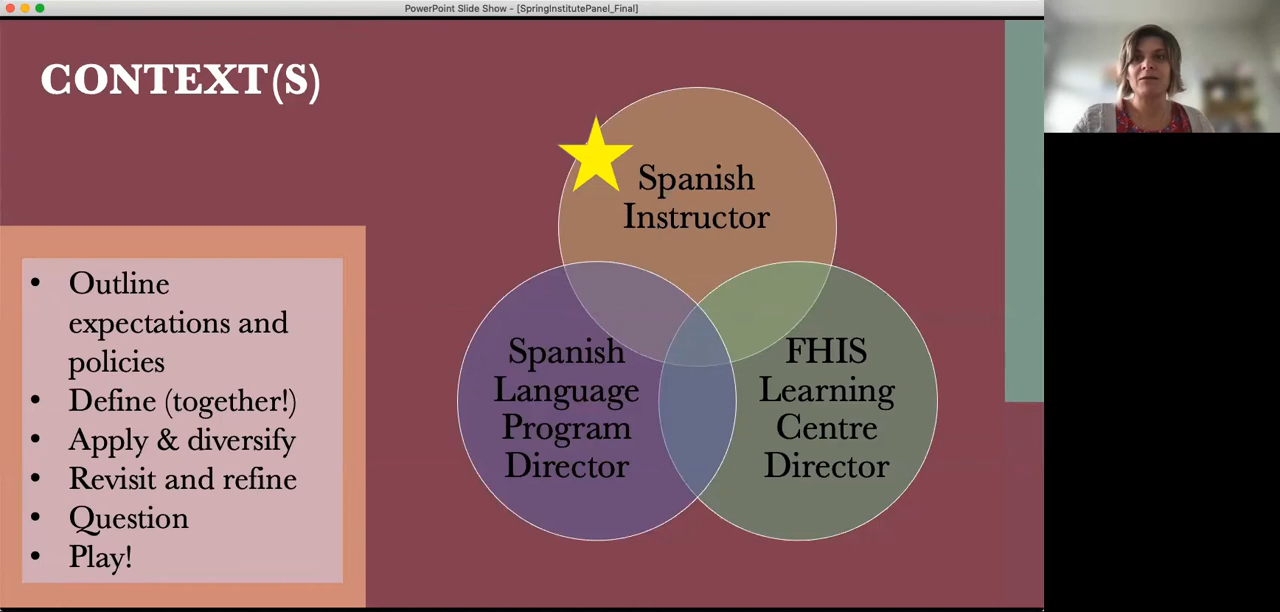 PowerPoint Slide Show - [SpringInstitutePanel_Final]
CONTEXT(S)
• Outline
expectations and
policies
• Define (together!)
• Apply & diversify
• Revisit and refine
• Question
• Play!
Spanish
Instructor
Spanish
Language
Program
Director
FHIS
Learning
Centre
Director